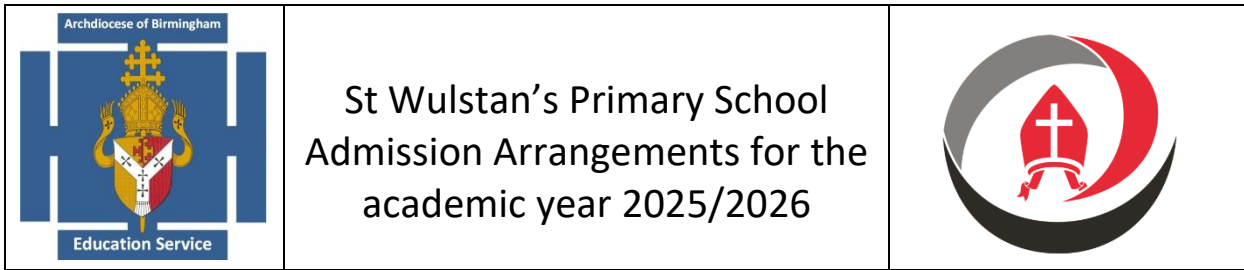 Archdiocese of Birmingham
Education Service
St Wulstan’s Primary School
Admission Arrangements for the
academic year 2025/2026